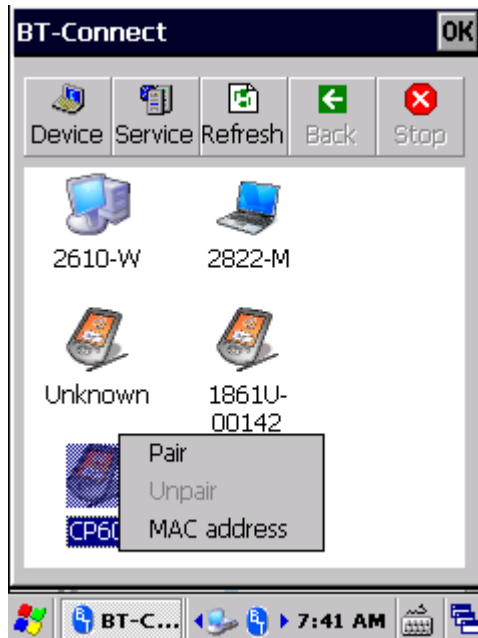 BT-Connect OK
Device Service Refresh Back Stop
2610-W 2822-M
Unknown 1861U-
00142
Pair
Unpair
MAC address
BT-C... 7:41 AM